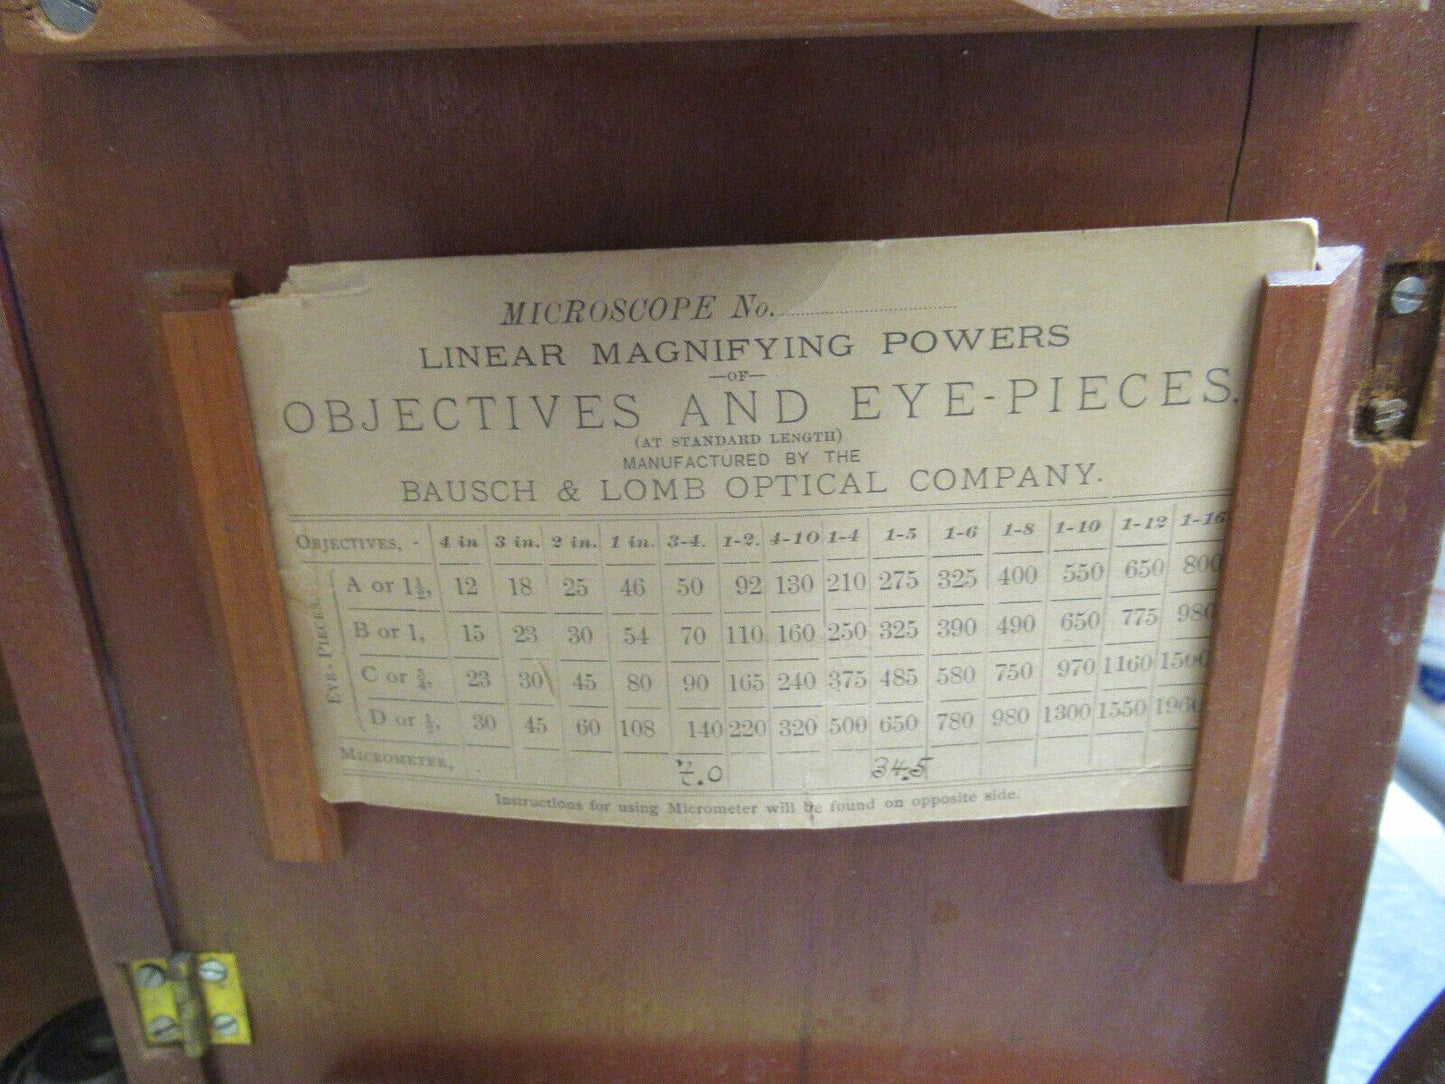 MICROSCOPE No.
LINEAR MAGNIFYING POWERS
—OF—
OBJECTIVES AND EYE-PIECES.
(AT STANDARD LENGTH)
MANUFACTURED BY THE
BAUSCH & LOMB OPTICAL COMPANY.
OBJECTIVES, - 4 in 3 in. 2 in. 1 in. 3-4. 1-2. 4-10 1-4 1-5 1-6 1-8 1-10 1-12 1-16
EYE-PIECES.
A or 1½, 12 18 25 46 50 92 130 210 275 325 400 550 650 800
B or 1, 15 23 30 54 70 110 160 250 325 390 490 650 775 980
C or ¾, 23 30 45 80 90 165 240 375 485 580 750 970 1160 1500
D or ½, 30 45 60 108 140 220 320 500 650 780 980 1300 1550 1960
MICROMETER, 34.5
Instructions for using Micrometer will be found on opposite side.